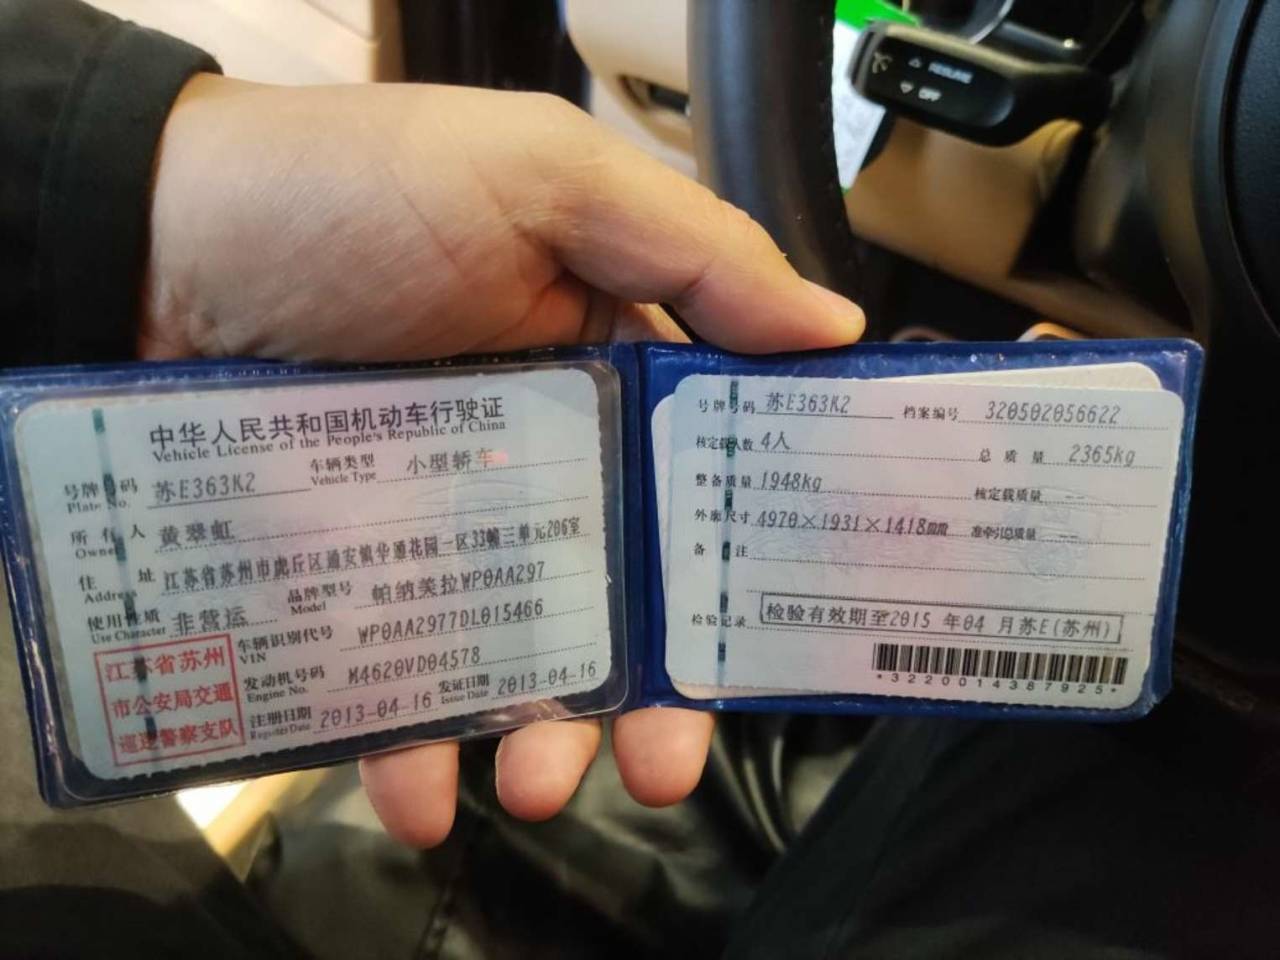 RESUME
OFF
中华人民共和国机动车行驶证
Vehicle License of the People's Republic of China
号牌号码 苏E363K2 车辆类型 小型轿车
Plate No. Vehicle Type
所有人 黄翠虹
Owner
住址 江苏省苏州市虎丘区通安镇华通花园一区33幢三单元206室
Address
使用性质 非营运 品牌型号 帕纳美拉WP0AA297
Use Character Model
车辆识别代号 WP0AA2977DL015466
VIN
发动机号码 M4620VD04578
Engine No.
注册日期 2013-04-16 发证日期 2013-04-16
Register Date Issue Date
江苏省苏州
市公安局交通
巡逻警察支队
号牌号码 苏E363K2 档案编号 320502056622
核定载人数 4人 总质量 2365kg
整备质量 1948kg 核定载质量 --
外廓尺寸 4970×1931×1418mm 准牵引总质量 --
备注
检验记录 检验有效期至2015 年04 月苏E(苏州)
*3220014387925*